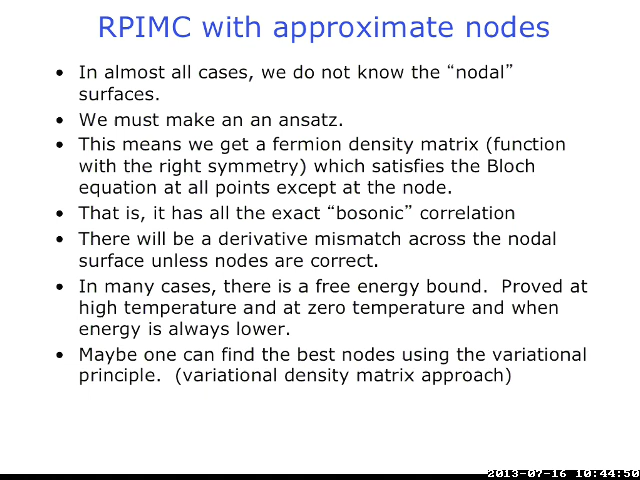 RPIMC with approximate nodes
• In almost all cases, we do not know the “nodal”
surfaces.
• We must make an an ansatz.
• This means we get a fermion density matrix (function
with the right symmetry) which satisfies the Bloch
equation at all points except at the node.
• That is, it has all the exact “bosonic” correlation
• There will be a derivative mismatch across the nodal
surface unless nodes are correct.
• In many cases, there is a free energy bound.  Proved at
high temperature and at zero temperature and when
energy is always lower.
• Maybe one can find the best nodes using the variational
principle.  (variational density matrix approach)
2013-07-16 10:44:50